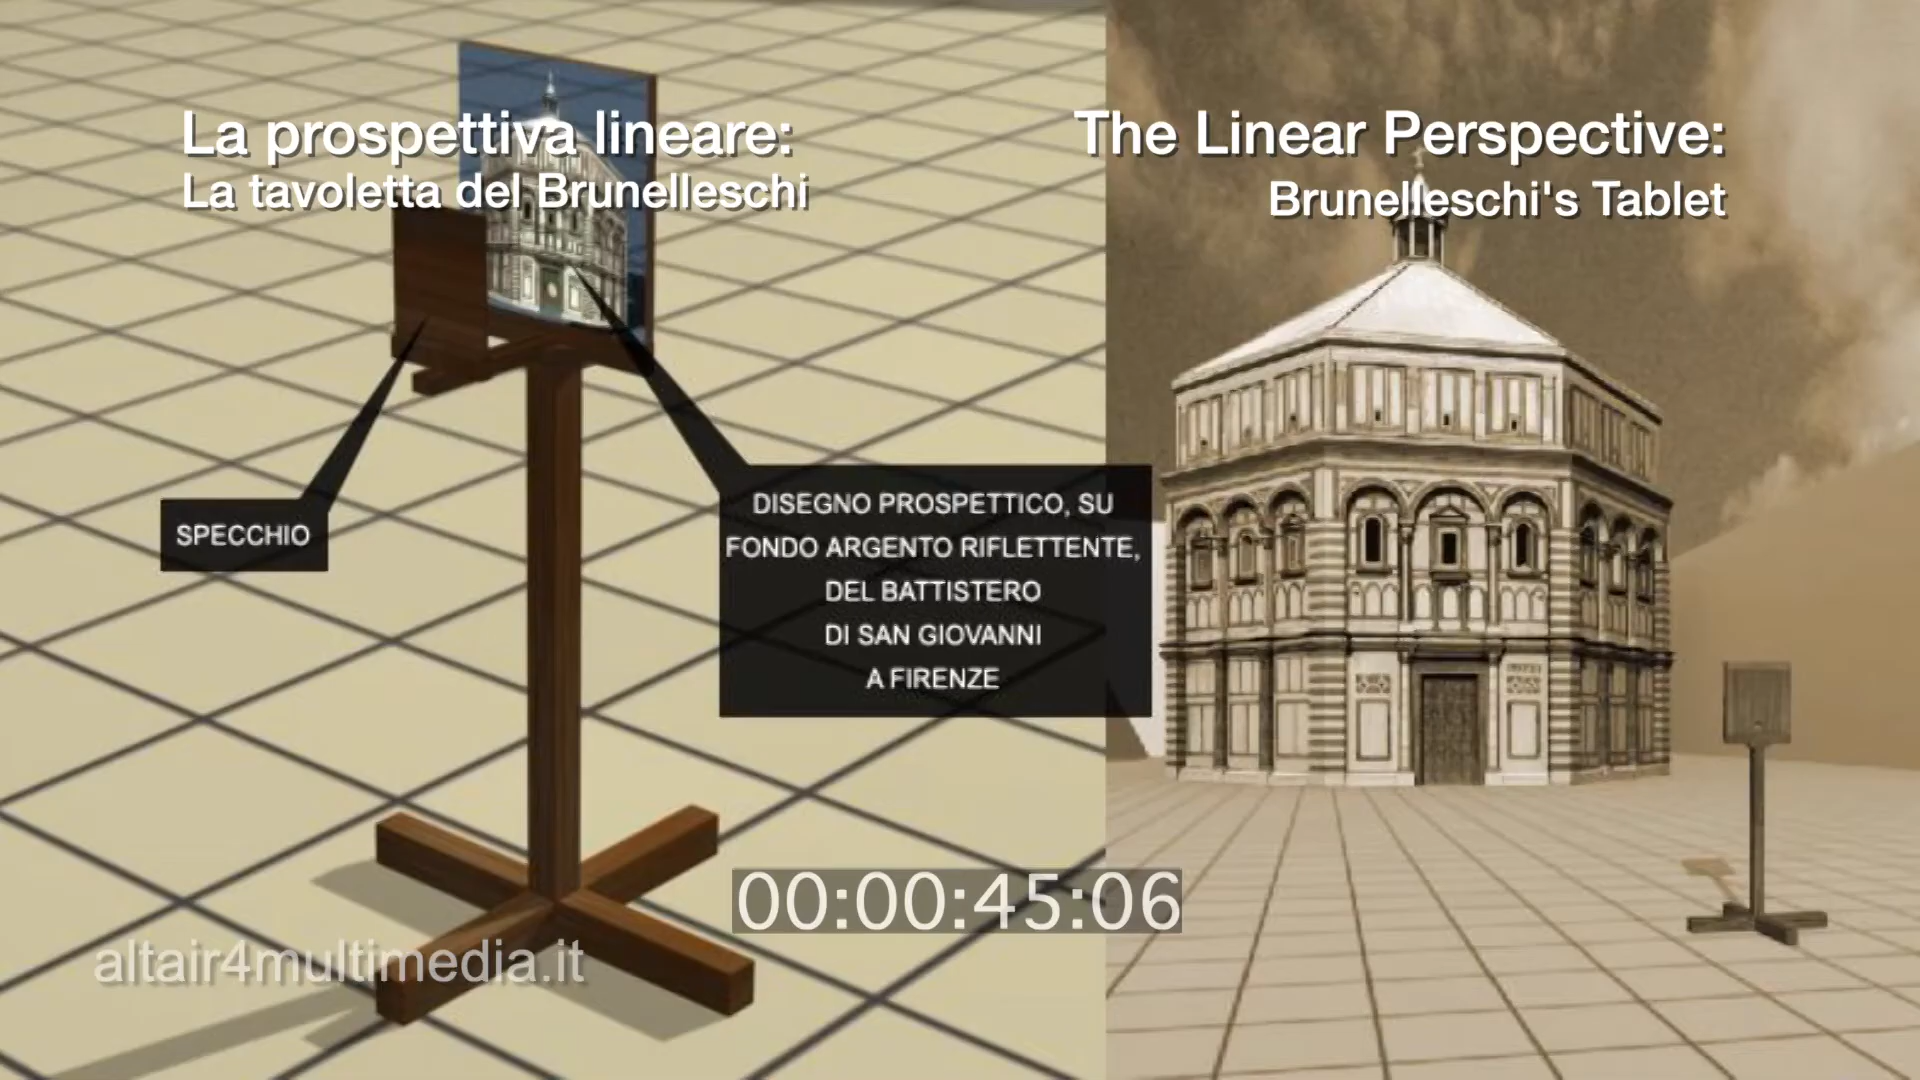 La prospettiva lineare:
La tavoletta del Brunelleschi
The Linear Perspective:
Brunelleschi's Tablet
SPECCHIO
DISEGNO PROSPETTICO, SU
FONDO ARGENTO RIFLETTENTE,
DEL BATTISTERO
DI SAN GIOVANNI
A FIRENZE
00:00:45:06
altair4multimedia.it